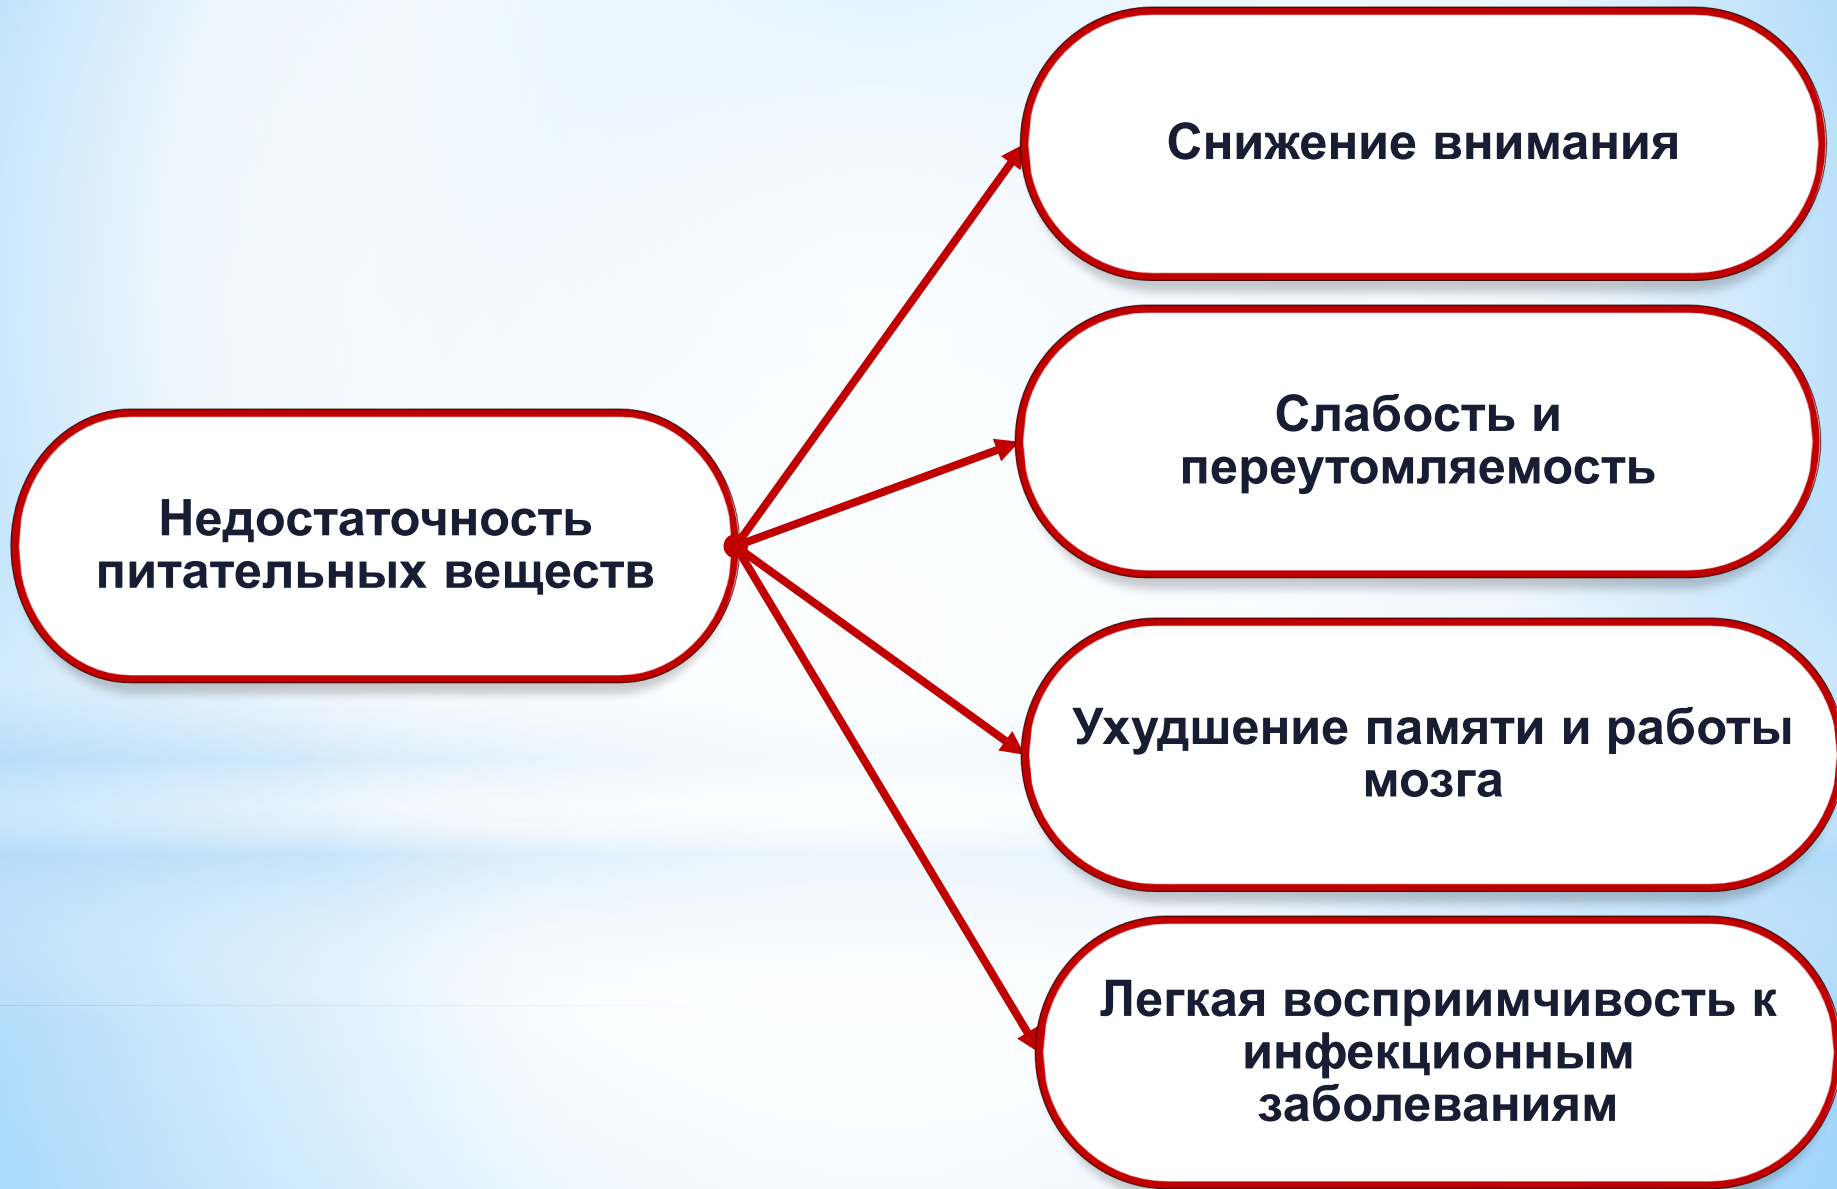 Недостаточность
питательных веществ
Снижение внимания
Слабость и
переутомляемость
Ухудшение памяти и работы
мозга
Легкая восприимчивость к
инфекционным
заболеваниям